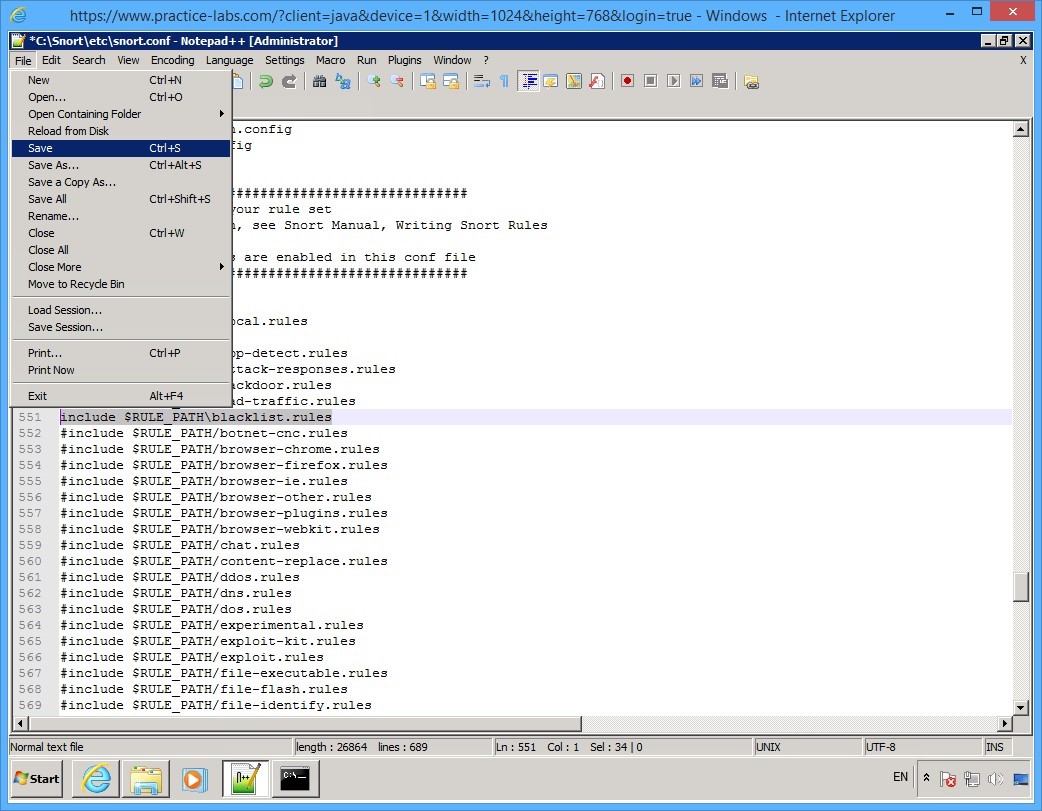 https://www.practice-labs.com/?client=java&device=1&width=1024&height=768&login=true - Windows - Internet Explorer
*C:\Snort\etc\snort.conf - Notepad++ [Administrator]
File Edit Search View Encoding Language Settings Macro Run Plugins Window ? X
New Ctrl+N
Open... Ctrl+O
Open Containing Folder
Reload from Disk
Save Ctrl+S
Save As... Ctrl+Alt+S
Save a Copy As...
Save All Ctrl+Shift+S
Rename...
Close Ctrl+W
Close All
Close More
Move to Recycle Bin
Load Session...
Save Session...
Print... Ctrl+P
Print Now
Exit Alt+F4
n.config
fig
#############################
your rule set
n, see Snort Manual, Writing Snort Rules
s are enabled in this conf file
#############################
ocal.rules
pp-detect.rules
ttack-responses.rules
ackdoor.rules
ad-traffic.rules
551 include $RULE_PATH\blacklist.rules
552 #include $RULE_PATH/botnet-cnc.rules
553 #include $RULE_PATH/browser-chrome.rules
554 #include $RULE_PATH/browser-firefox.rules
555 #include $RULE_PATH/browser-ie.rules
556 #include $RULE_PATH/browser-other.rules
557 #include $RULE_PATH/browser-plugins.rules
558 #include $RULE_PATH/browser-webkit.rules
559 #include $RULE_PATH/chat.rules
560 #include $RULE_PATH/content-replace.rules
561 #include $RULE_PATH/ddos.rules
562 #include $RULE_PATH/dns.rules
563 #include $RULE_PATH/dos.rules
564 #include $RULE_PATH/experimental.rules
565 #include $RULE_PATH/exploit-kit.rules
566 #include $RULE_PATH/exploit.rules
567 #include $RULE_PATH/file-executable.rules
568 #include $RULE_PATH/file-flash.rules
569 #include $RULE_PATH/file-identify.rules
Normal text file length : 26864 lines : 689 Ln : 551 Col : 1 Sel : 34 | 0 UNIX UTF-8 INS
Start EN